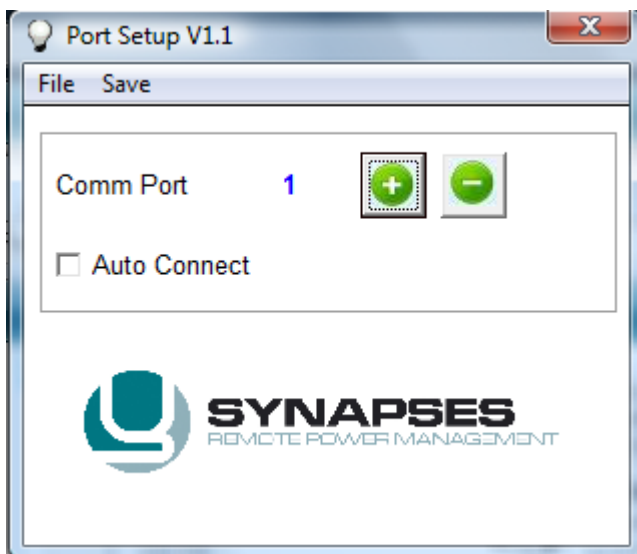 Port Setup V1.1
File Save
Comm Port 1
Auto Connect
SYNAPSES
REMOTE POWER MANAGEMENT